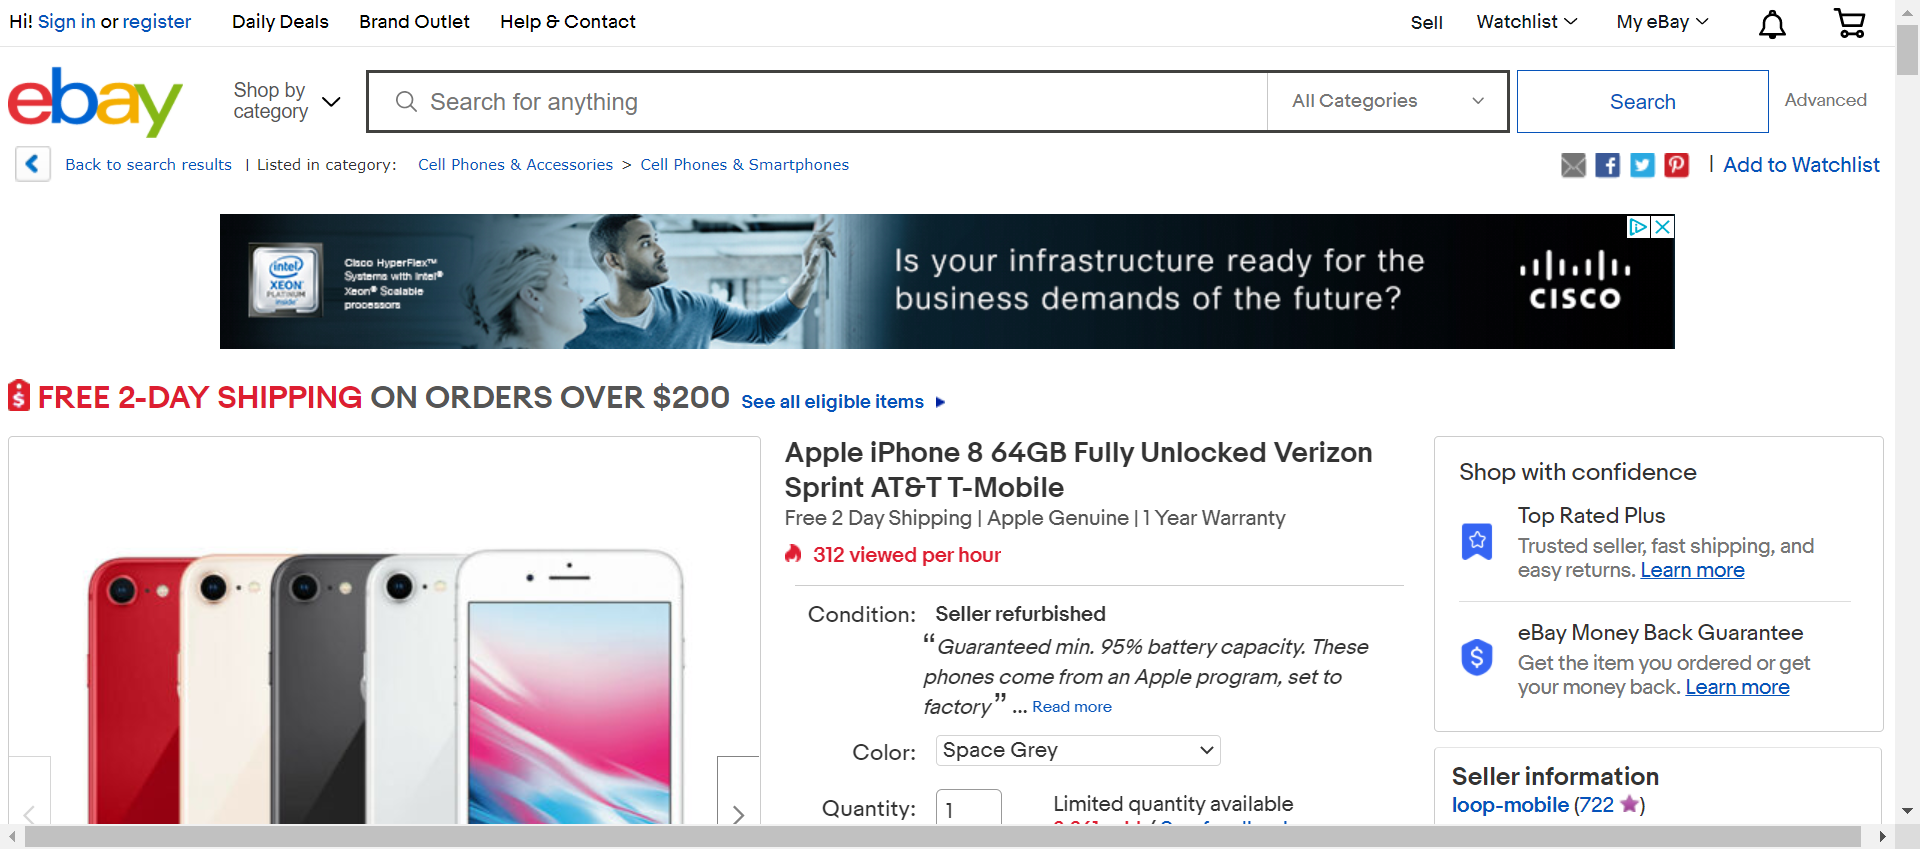 Hi! Sign in or register
Daily Deals
Brand Outlet
Help & Contact
Sell
Watchlist
My eBay
ebay
Shop by
category
Search for anything
All Categories
Search
Advanced
Back to search results | Listed in category: Cell Phones & Accessories > Cell Phones & Smartphones
| Add to Watchlist
intel
XEON
PLATINUM
inside
Cisco HyperFlex™
Systems with Intel®
Xeon® Scalable
processors
Is your infrastructure ready for the
business demands of the future?
CISCO
FREE 2-DAY SHIPPING ON ORDERS OVER $200 See all eligible items
Apple iPhone 8 64GB Fully Unlocked Verizon
Sprint AT&T T-Mobile
Free 2 Day Shipping | Apple Genuine | 1 Year Warranty
312 viewed per hour
Condition: Seller refurbished
“Guaranteed min. 95% battery capacity. These
phones come from an Apple program, set to
factory” ... Read more
Color: Space Grey
Quantity: 1
Limited quantity available
Shop with confidence
Top Rated Plus
Trusted seller, fast shipping, and
easy returns. Learn more
eBay Money Back Guarantee
Get the item you ordered or get
your money back. Learn more
Seller information
loop-mobile (722)